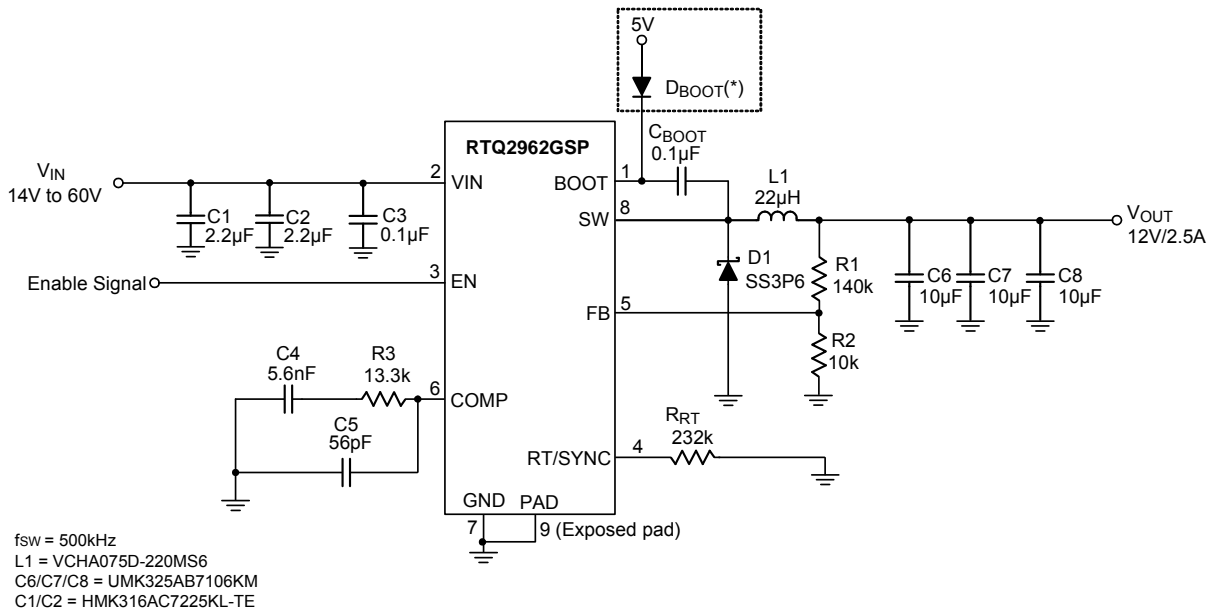 5V
DBOOT(*)
RTQ2962GSP
CBOOT
0.1µF
VIN
14V to 60V
2
VIN
BOOT
1
L1
22µH
C1
2.2µF
C2
2.2µF
C3
0.1µF
SW
8
VOUT
12V/2.5A
D1
SS3P6
R1
140k
C6
10µF
C7
10µF
C8
10µF
Enable Signal
3
EN
FB
5
R2
10k
C4
5.6nF
R3
13.3k
6
COMP
C5
56pF
RRT
232k
RT/SYNC
4
GND
PAD
7
9 (Exposed pad)
fSW = 500kHz
L1 = VCHA075D-220MS6
C6/C7/C8 = UMK325AB7106KM
C1/C2 = HMK316AC7225KL-TE